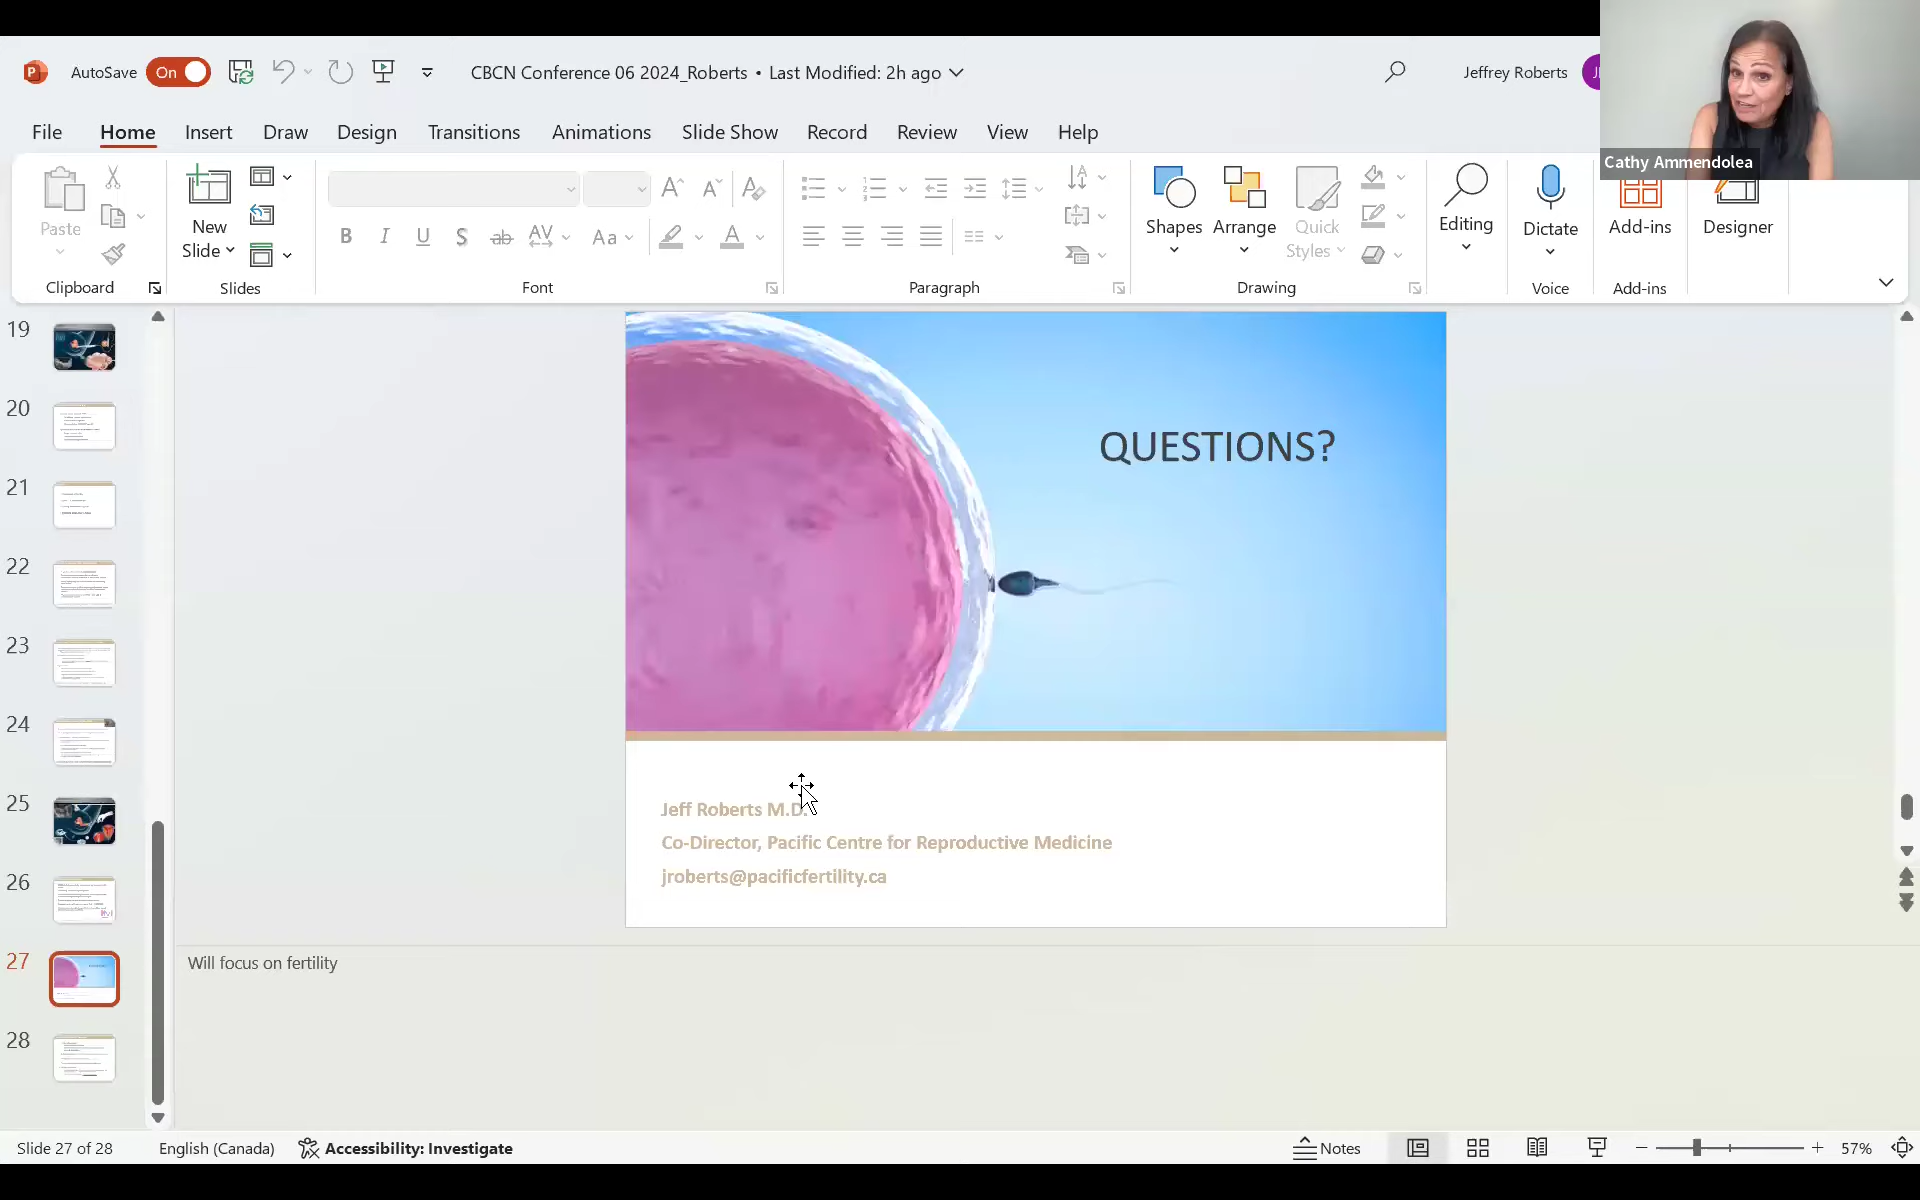 AutoSave On
CBCN Conference 06 2024_Roberts • Last Modified: 2h ago
Jeffrey Roberts
Cathy Ammendolea
File Home Insert Draw Design Transitions Animations Slide Show Record Review View Help
Paste
New Slide
Clipboard
Slides
B I U S ab AV Aa A
Font
Paragraph
Shapes
Arrange
Quick Styles
Drawing
Editing
Dictate
Voice
Add-ins
Add-ins
Designer
19
20
21
22
23
24
25
26
27
28
QUESTIONS?
Jeff Roberts M.D.
Co-Director, Pacific Centre for Reproductive Medicine
jroberts@pacificfertility.ca
Will focus on fertility
Slide 27 of 28
English (Canada)
Accessibility: Investigate
Notes
57%